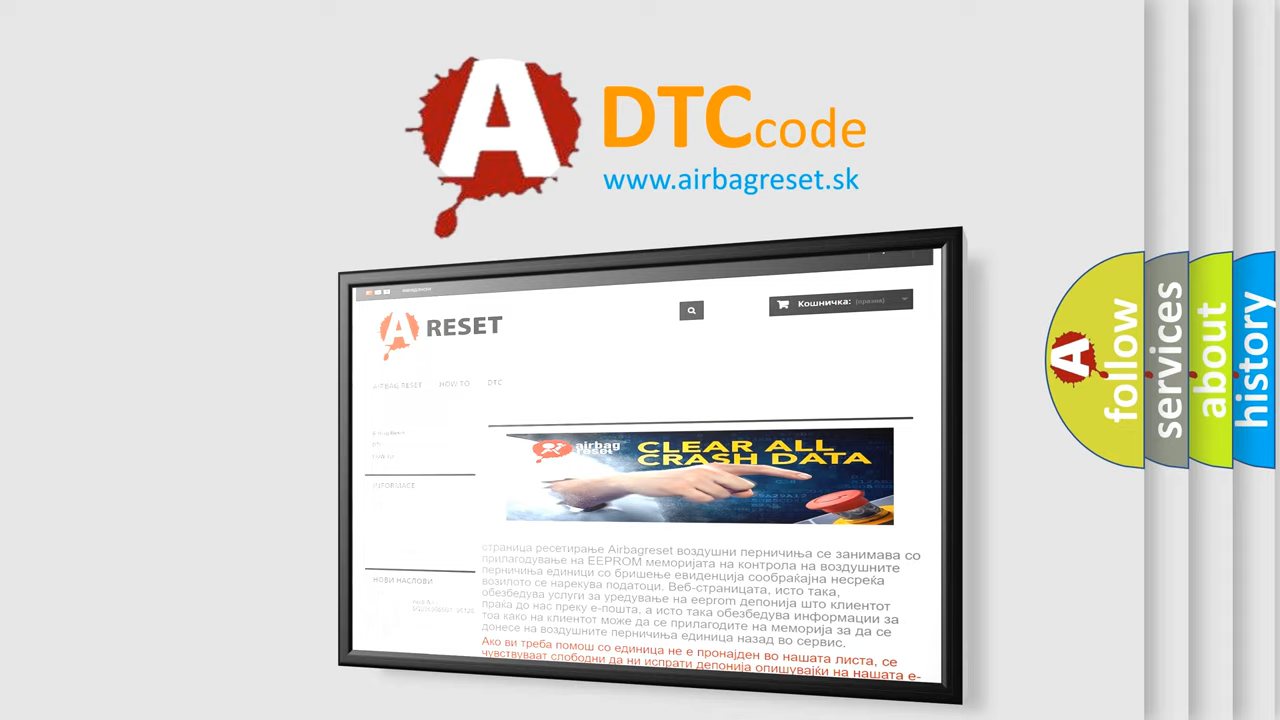 A
DTC code
www.airbagreset.sk
Кошничка: (празна)
A RESET
AIRBAG RESET HOW TO DTC
airbag
reset
CLEAR ALL
CRASH DATA
INFORMACE
НОВИ НАСЛОВИ
страница ресетирање Airbagreset воздушни перничиња се занимава со
прилагодување на EEPROM меморијата на контрола на воздушните
перничиња единици со бришење евиденција сообраќајна несреќа
возилото се нарекува податоци. Веб-страницата, исто така,
обезбедува услуги за уредување на eeprom депонија што клиентот
праќа до нас преку е-пошта. а исто така обезбедува информации за
тоа како на клиентот може да се прилагодите на меморија за да се
донесе на воздушните перничиња единица назад во сервис.
Ако ви треба помош со единица не е пронајден во нашата листа, се
чувствуваат слободни да ни испрати депонија опишувајќи на нашата е-
A
follow
services
about
history